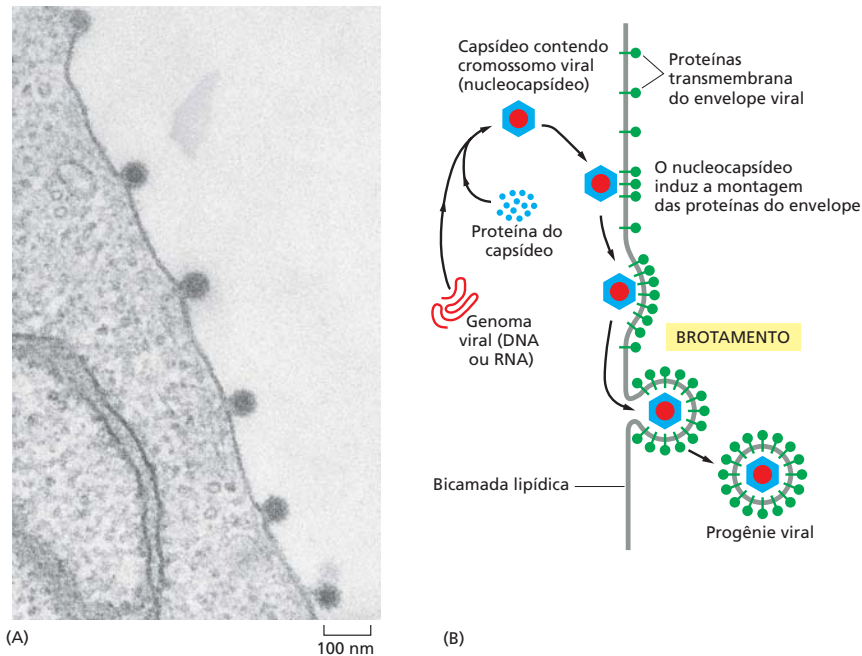 Capsídeo contendo
cromossomo viral
(nucleocapsídeo)
Proteínas
transmembrana
do envelope viral
O nucleocapsídeo
induz a montagem
das proteínas do envelope
Proteína do
capsídeo
Genoma
viral (DNA
ou RNA)
BROTAMENTO
Bicamada lipídica
Progênie viral
(A)
100 nm
(B)